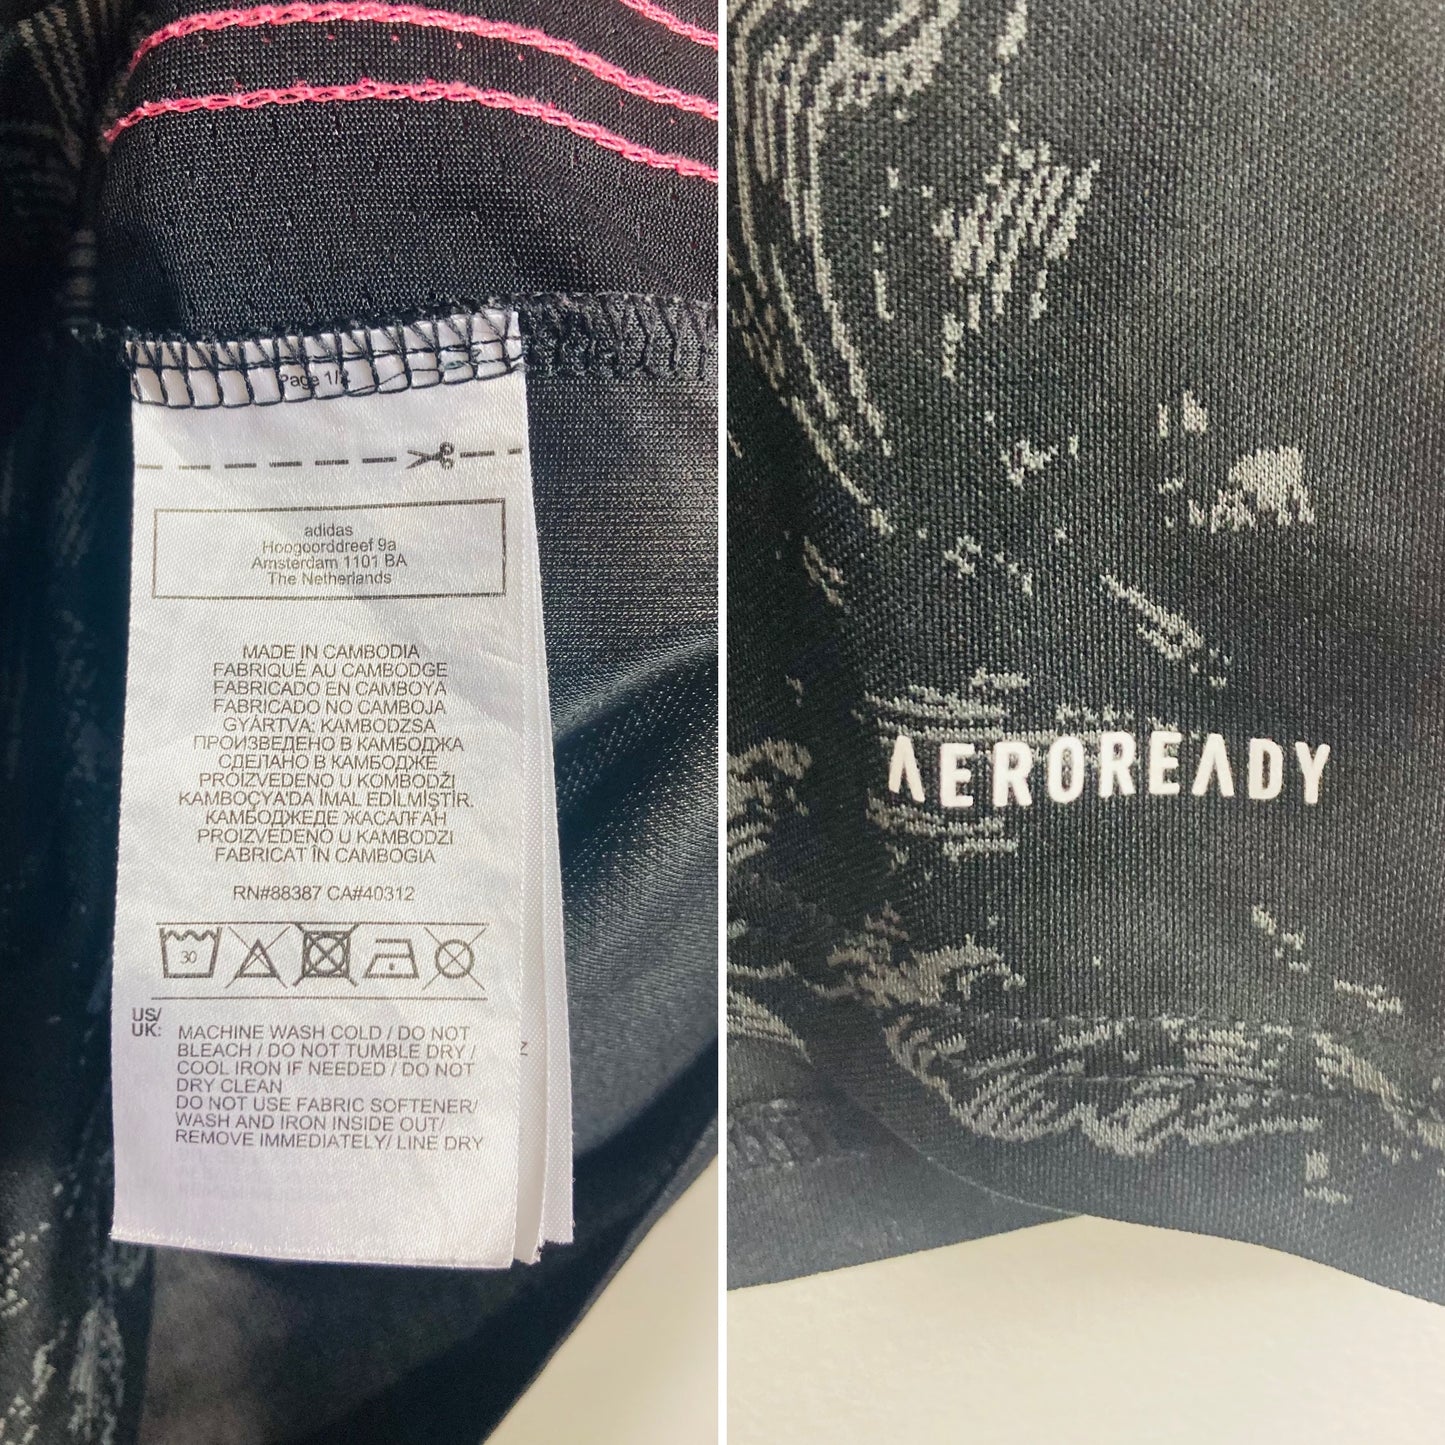 Page 1/4
adidas
Hoogoorddreef 9a
Amsterdam 1101 BA
The Netherlands
MADE IN CAMBODIA
FABRIQUÉ AU CAMBODGE
FABRICADO EN CAMBOYA
FABRICADO NO CAMBOJA
GYÁRTVA: KAMBODZSA
ПРОИЗВЕДЕНО В КАМБОДЖА
СДЕЛАНО В КАМБОДЖЕ
PROIZVEDENO U KOMBODŽI
KAMBOÇYA'DA İMAL EDİLMİŞTİR.
КАМБОДЖЕДЕ ЖАСАЛҒАН
PROIZVEDENO U KAMBODZI
FABRICAT ÎN CAMBOGIA
RN#88387 CA#40312
30
US/
UK: MACHINE WASH COLD / DO NOT
BLEACH / DO NOT TUMBLE DRY /
COOL IRON IF NEEDED / DO NOT
DRY CLEAN
DO NOT USE FABRIC SOFTENER/
WASH AND IRON INSIDE OUT/
REMOVE IMMEDIATELY/ LINE DRY
AEROREADY